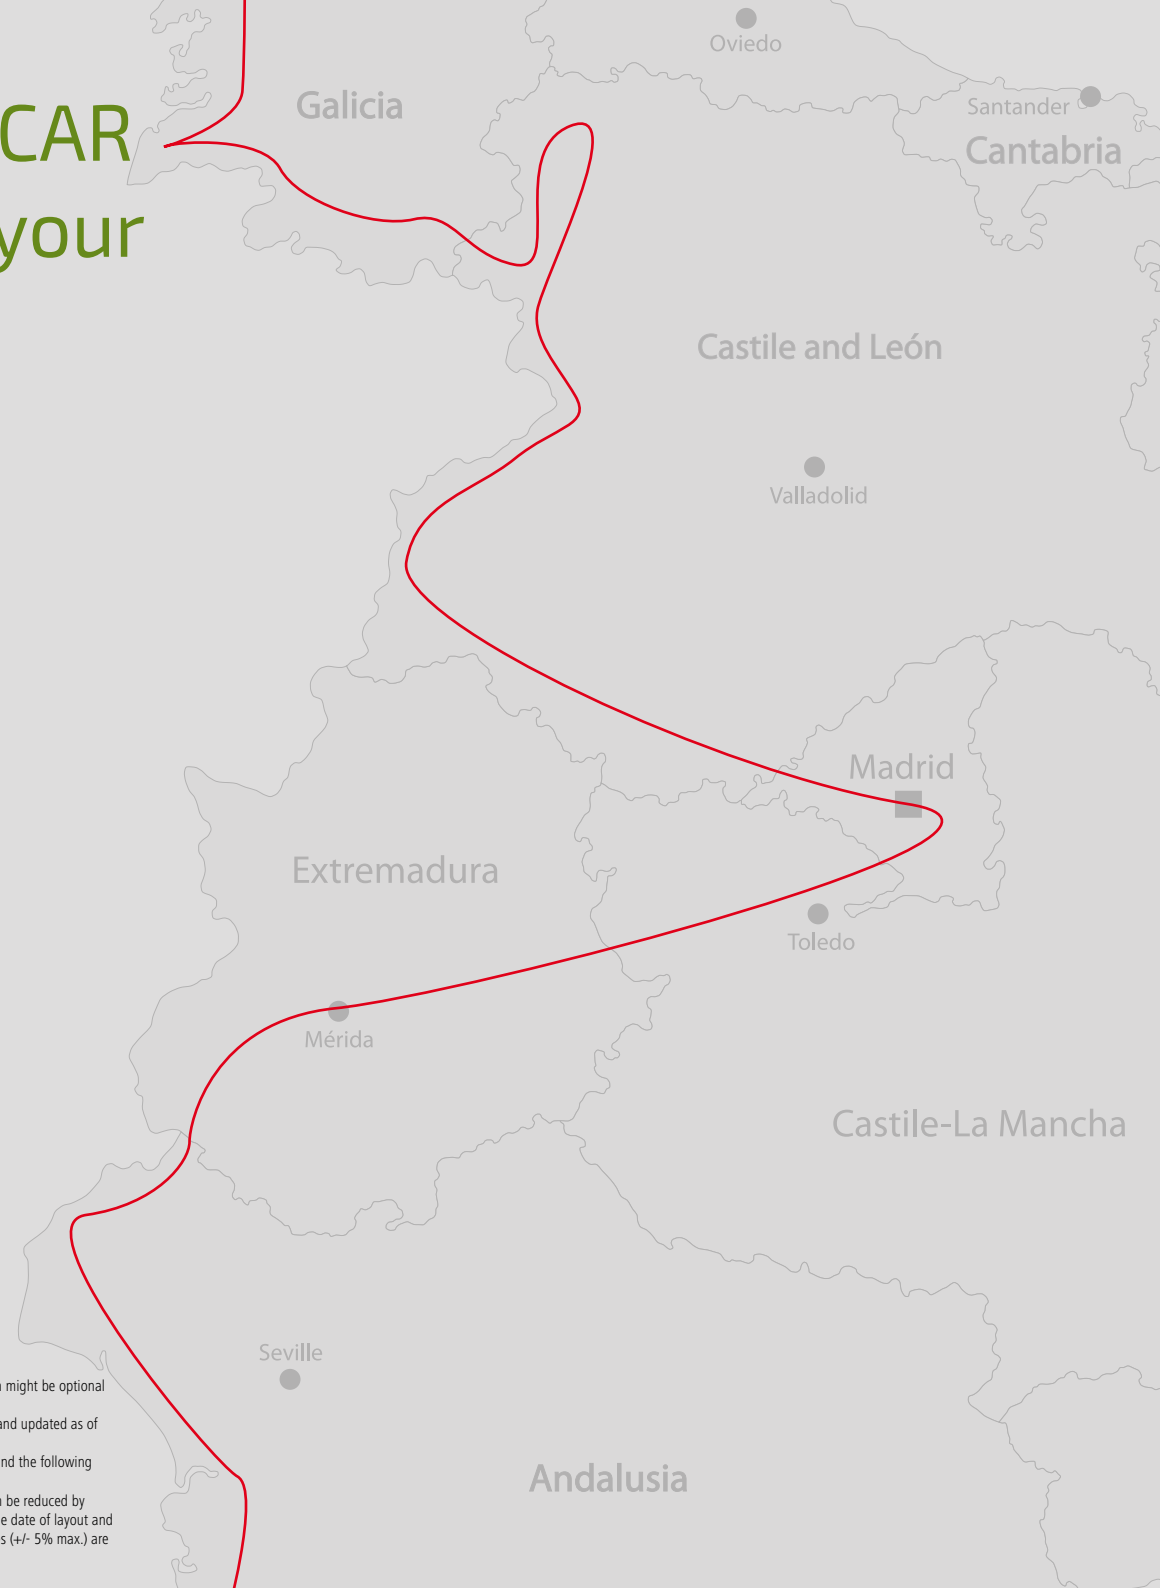 Oviedo
Galicia
Santander
CAR
Cantabria
your
Castile and León
Valladolid
Madrid
Extremadura
Toledo
Mérida
Castile-La Mancha
Seville
might be optional
and updated as of
Andalusia
nd the following
be reduced by
e date of layout and
s (+/- 5% max.) are